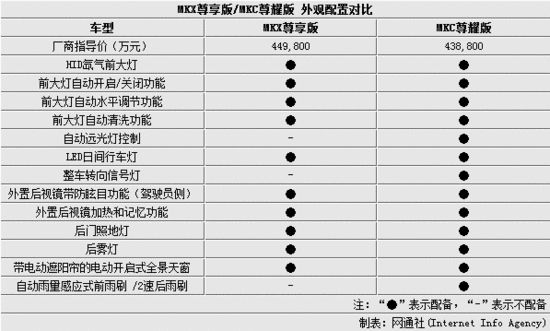 MKX尊享版/MKC尊耀版 外观配置对比
车型 MKX尊享版 MKC尊耀版
厂商指导价（万元） 449,800 438,800
HID氙气前大灯 ● ●
前大灯自动开启/关闭功能 ● ●
前大灯自动水平调节功能 ● ●
前大灯自动清洗功能 ● ●
自动远光灯控制 - ●
LED日间行车灯 ● ●
整车转向信号灯 - ●
外置后视镜带防眩目功能（驾驶员侧） ● ●
外置后视镜加热和记忆功能 ● ●
后门照地灯 ● ●
后雾灯 ● ●
带电动遮阳帘的电动开启式全景天窗 ● ●
自动雨量感应式前雨刷 /2速后雨刷 - ●
注：“●”表示配备，“-”表示不配备
制表：网通社(Internet Info Agency)